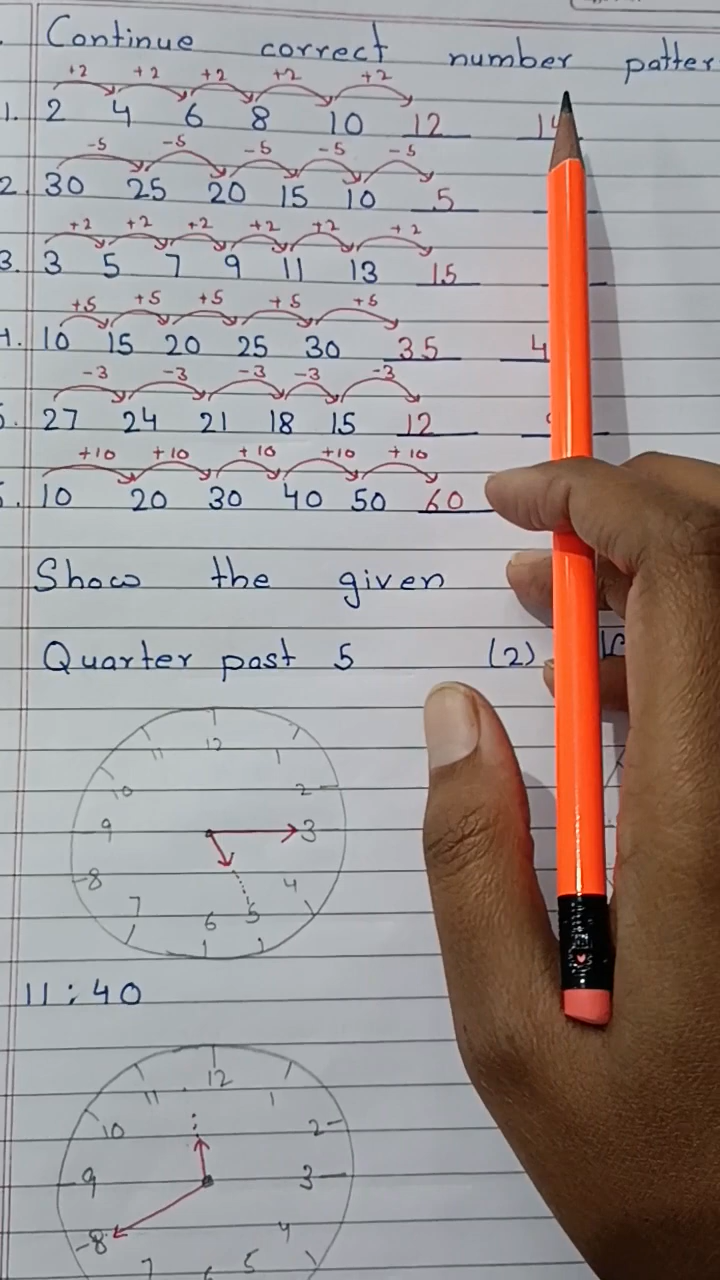 Continue correct number patter
+2 +2 +2 +2 +2
1. 2 4 6 8 10 12 14
-5 -5 -5 -5 -5
2. 30 25 20 15 10 5
+2 +2 +2 +2 +2 +2
3. 3 5 7 9 11 13 15
+5 +5 +5 +5 +5
4. 10 15 20 25 30 35 4
-3 -3 -3 -3 -3
5. 27 24 21 18 15 12
+10 +10 +10 +10 +10
10 20 30 40 50 60
Show the given
Quarter past 5 (2)
12
11 1
10 2
9 3
8 4
7 5
6
11:40
12
11 1
10 2
9 3
8 4
7 5
6